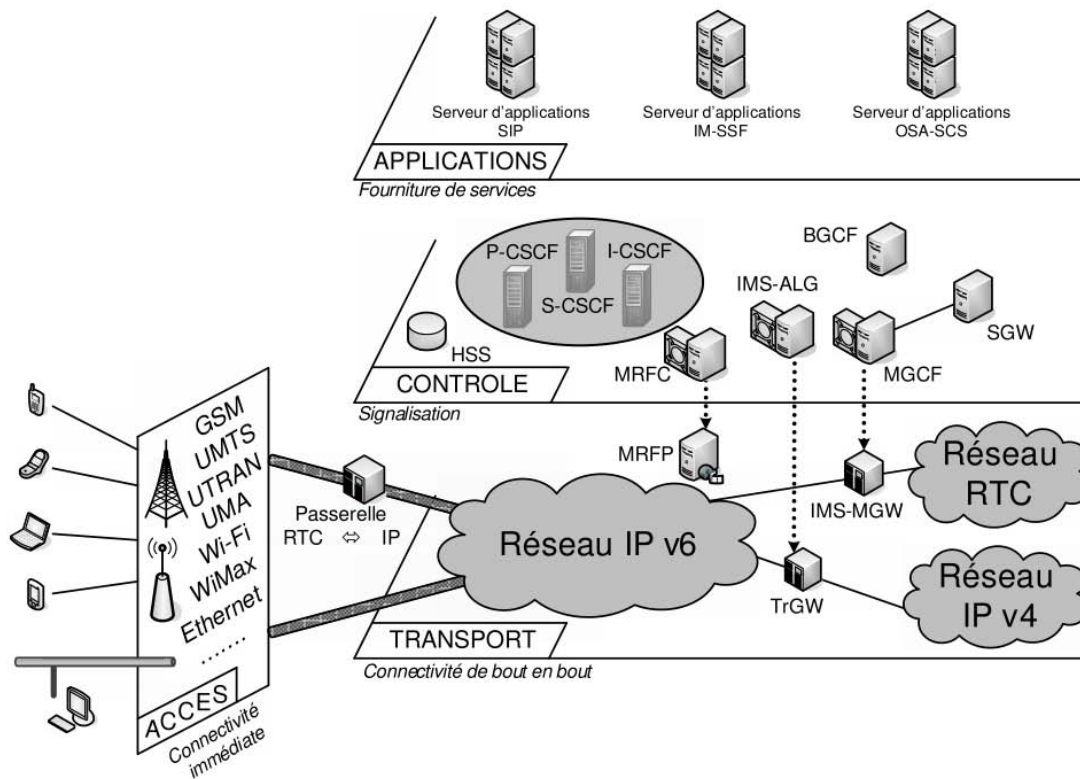 Serveur d'applications
SIP
Serveur d'applications
IM-SSF
Serveur d'applications
OSA-SCS
APPLICATIONS
Fourniture de services
P-CSCF
I-CSCF
S-CSCF
HSS
BGCF
IMS-ALG
SGW
MRFC
MGCF
CONTROLE
Signalisation
GSM
UMTS
UTRAN
UMA
Wi-Fi
WiMax
Ethernet
........
ACCES
Connectivité
immédiate
Passerelle
RTC ⇔ IP
MRFP
Réseau IP v6
IMS-MGW
Réseau
RTC
TrGW
Réseau
IP v4
TRANSPORT
Connectivité de bout en bout